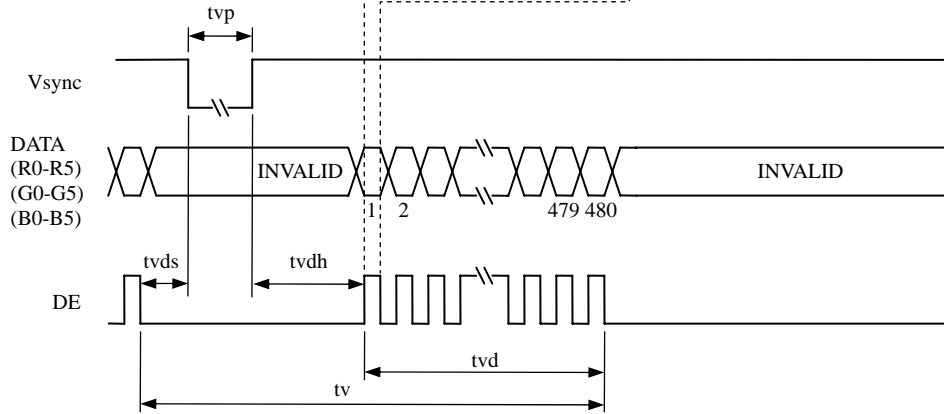 tvp
Vsync
DATA
(R0-R5)
(G0-G5)
(B0-B5)
INVALID
INVALID
1
2
479
480
tvds
tvdh
DE
tvd
tv